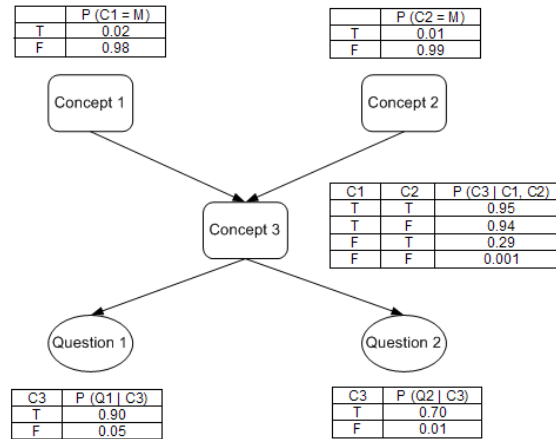 P (C1 = M)
T 0.02
F 0.98
P (C2 = M)
T 0.01
F 0.99
Concept 1
Concept 2
C1 C2 P (C3 | C1, C2)
T T 0.95
T F 0.94
F T 0.29
F F 0.001
Concept 3
Question 1
Question 2
C3 P (Q1 | C3)
T 0.90
F 0.05
C3 P (Q2 | C3)
T 0.70
F 0.01